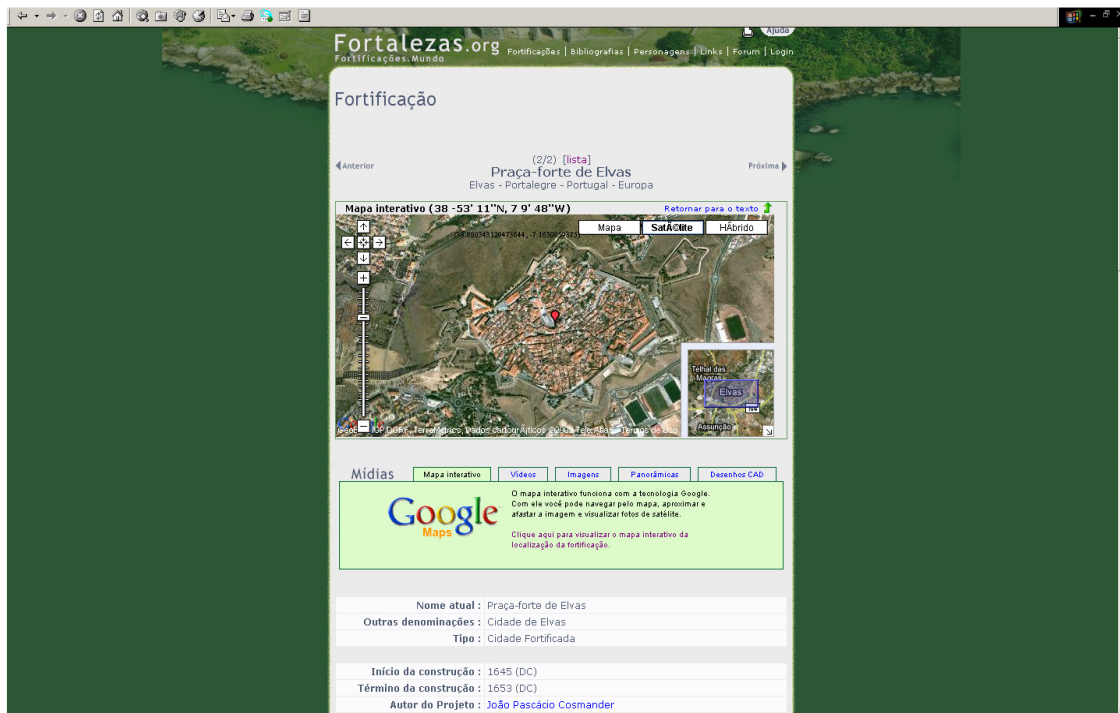 Ajuda
Fortalezas.org
Fortificações.Mundo
Fortificações | Bibliografias | Personagens | Links | Forum | Login
Fortificação
Anterior
(2/2) [lista]
Próxima
Praça-forte de Elvas
Elvas - Portalegre - Portugal - Europa
Mapa interativo (38 -53' 11''N, 7 9' 48''W)
Retornar para o texto
Mapa
SatÃ©lite
HÃ­brido
Telhal das
Magras
Elvas
Assunção
Mídias
Mapa interativo
Vídeos
Imagens
Panorâmicas
Desenhos CAD
Google
Maps
O mapa interativo funciona com a tecnologia Google.
Com ele você pode navegar pelo mapa, aproximar e
afastar a imagem e visualizar fotos de satélite.
Clique aqui para visualizar o mapa interativo da
localização da fortificação.
Nome atual : Praça-forte de Elvas
Outras denominações : Cidade de Elvas
Tipo : Cidade Fortificada
Início da construção : 1645 (DC)
Término da construção : 1653 (DC)
Autor do Projeto : João Pascácio Cosmander